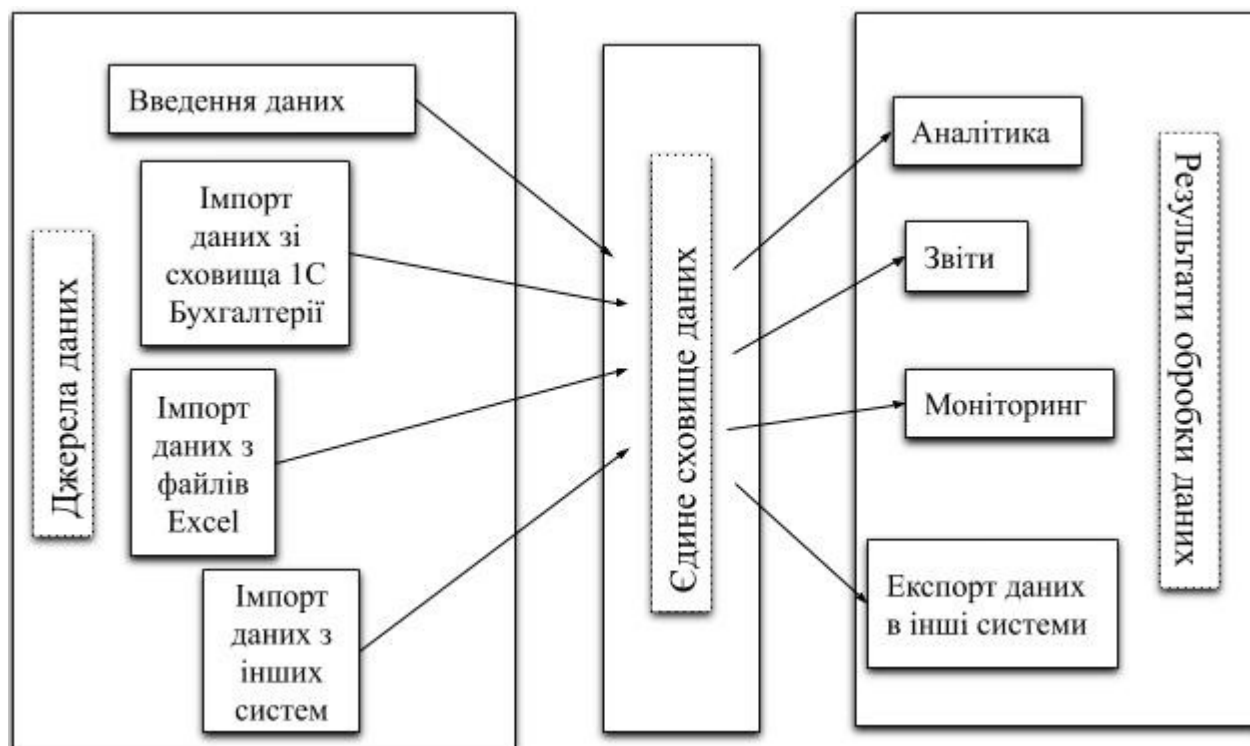 Джерела даних
Введення даних
Імпорт
даних зі
сховища 1С
Бухгалтерії
Імпорт
даних з
файлів
Excel
Імпорт
даних з
інших
систем
Єдине сховище даних
Аналітика
Звіти
Моніторинг
Експорт даних
в інші системи
Результати обробки даних